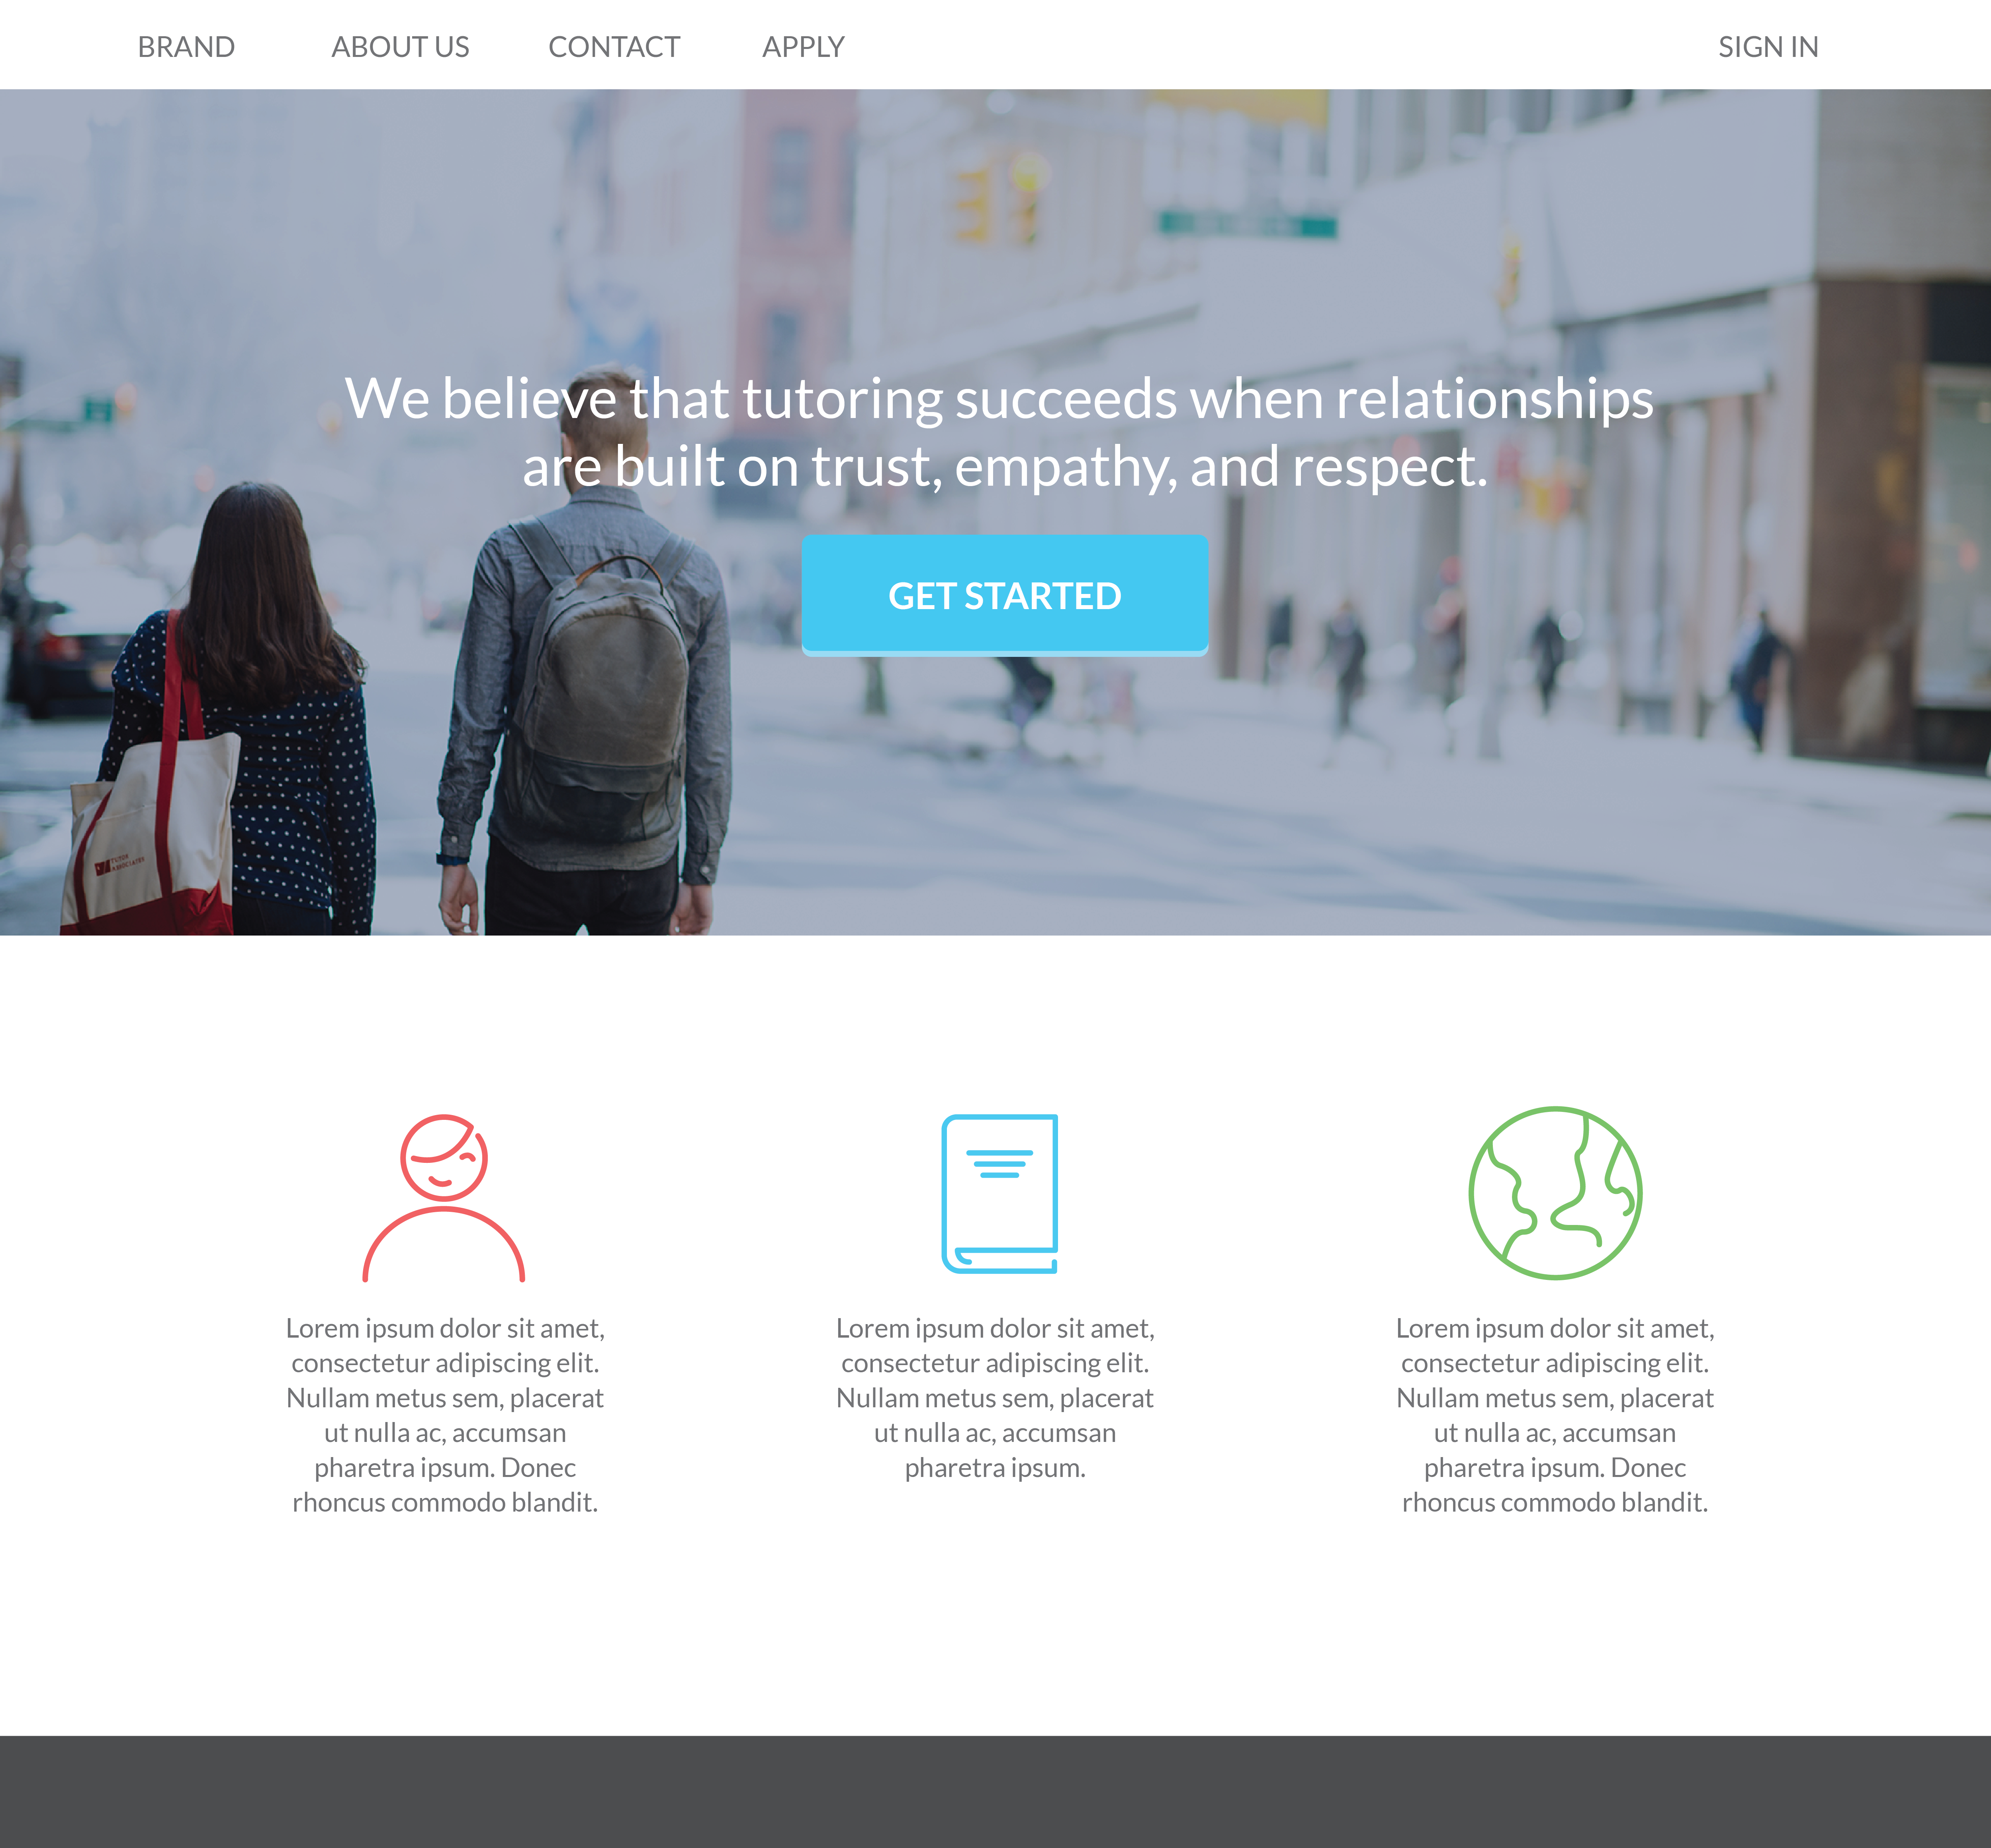 BRAND
ABOUT US
CONTACT
APPLY
SIGN IN
We believe that tutoring succeeds when relationships
are built on trust, empathy, and respect.
GET STARTED
TUTOR
ASSOCIATES
Lorem ipsum dolor sit amet,
consectetur adipiscing elit.
Nullam metus sem, placerat
ut nulla ac, accumsan
pharetra ipsum. Donec
rhoncus commodo blandit.
Lorem ipsum dolor sit amet,
consectetur adipiscing elit.
Nullam metus sem, placerat
ut nulla ac, accumsan
pharetra ipsum.
Lorem ipsum dolor sit amet,
consectetur adipiscing elit.
Nullam metus sem, placerat
ut nulla ac, accumsan
pharetra ipsum. Donec
rhoncus commodo blandit.